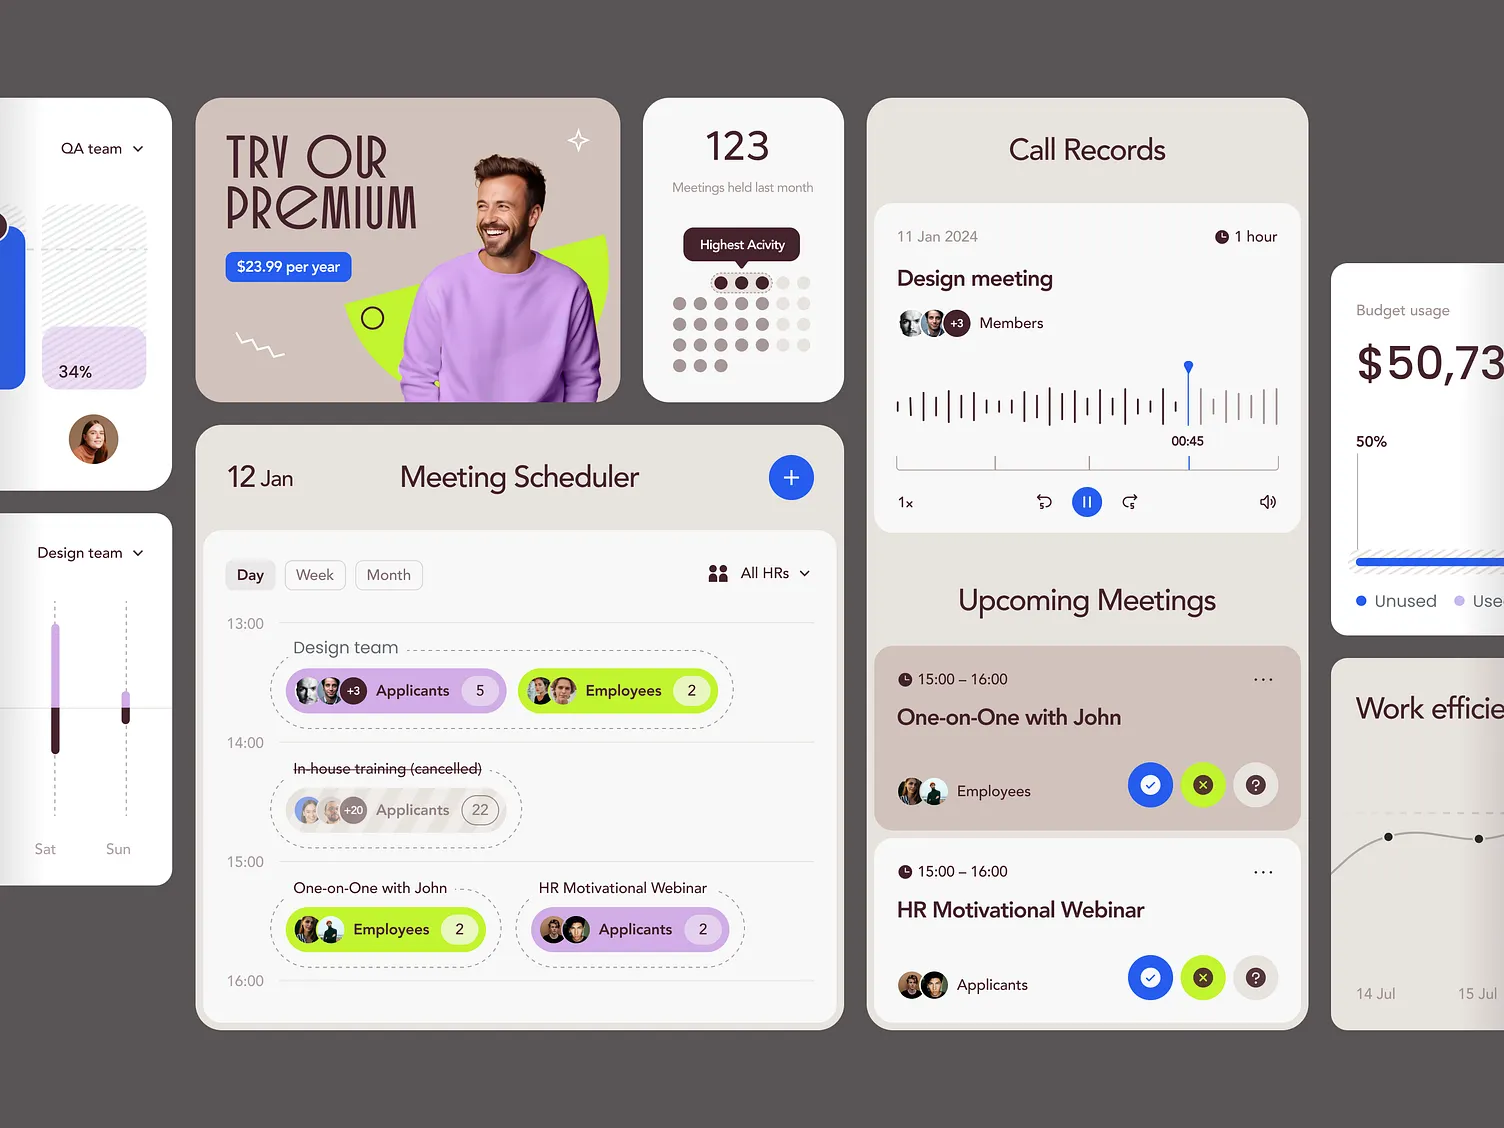 QA team
34%
Design team
Sat
Sun
TRY OUR
PREMIUM
$23.99 per year
123
Meetings held last month
Highest Acivity
12 Jan
Meeting Scheduler
Day
Week
Month
All HRs
13:00
Design team
+3
Applicants
5
Employees
2
14:00
In-house training (cancelled)
+20
Applicants
22
15:00
One-on-One with John
Employees
2
HR Motivational Webinar
Applicants
2
16:00
Call Records
11 Jan 2024
1 hour
Design meeting
+3
Members
00:45
1x
5
5
Upcoming Meetings
15:00 – 16:00
One-on-One with John
Employees
?
15:00 – 16:00
HR Motivational Webinar
Applicants
?
Budget usage
$50,73
50%
Unused
Use
Work efficie
14 Jul
15 Jul